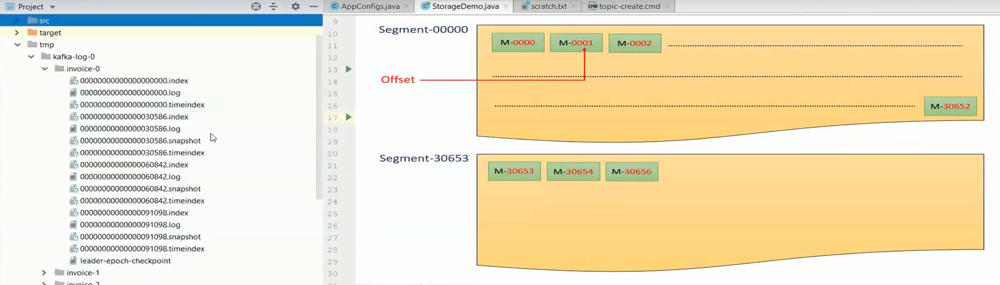 Project
src
target
tmp
kafka-log-0
invoice-0
00000000000000000000.index
00000000000000000000.log
00000000000000000000.timeindex
00000000000000030586.index
00000000000000030586.log
00000000000000030586.snapshot
00000000000000030586.timeindex
00000000000000060842.index
00000000000000060842.log
00000000000000060842.snapshot
00000000000000060842.timeindex
00000000000000091098.index
00000000000000091098.log
00000000000000091098.snapshot
00000000000000091098.timeindex
leader-epoch-checkpoint
invoice-1
invoice-2
AppConfigs.java StorageDemo.java scratch.txt CMD topic-create.cmd
9
10
11
12
13
14
15
16
17
18
19
20
21
22
23
24
25
26
27
28
29
30
Segment-00000
M-0000 M-0001 M-0002
Offset
M-30652
Segment-30653
M-30653 M-30654 M-30656